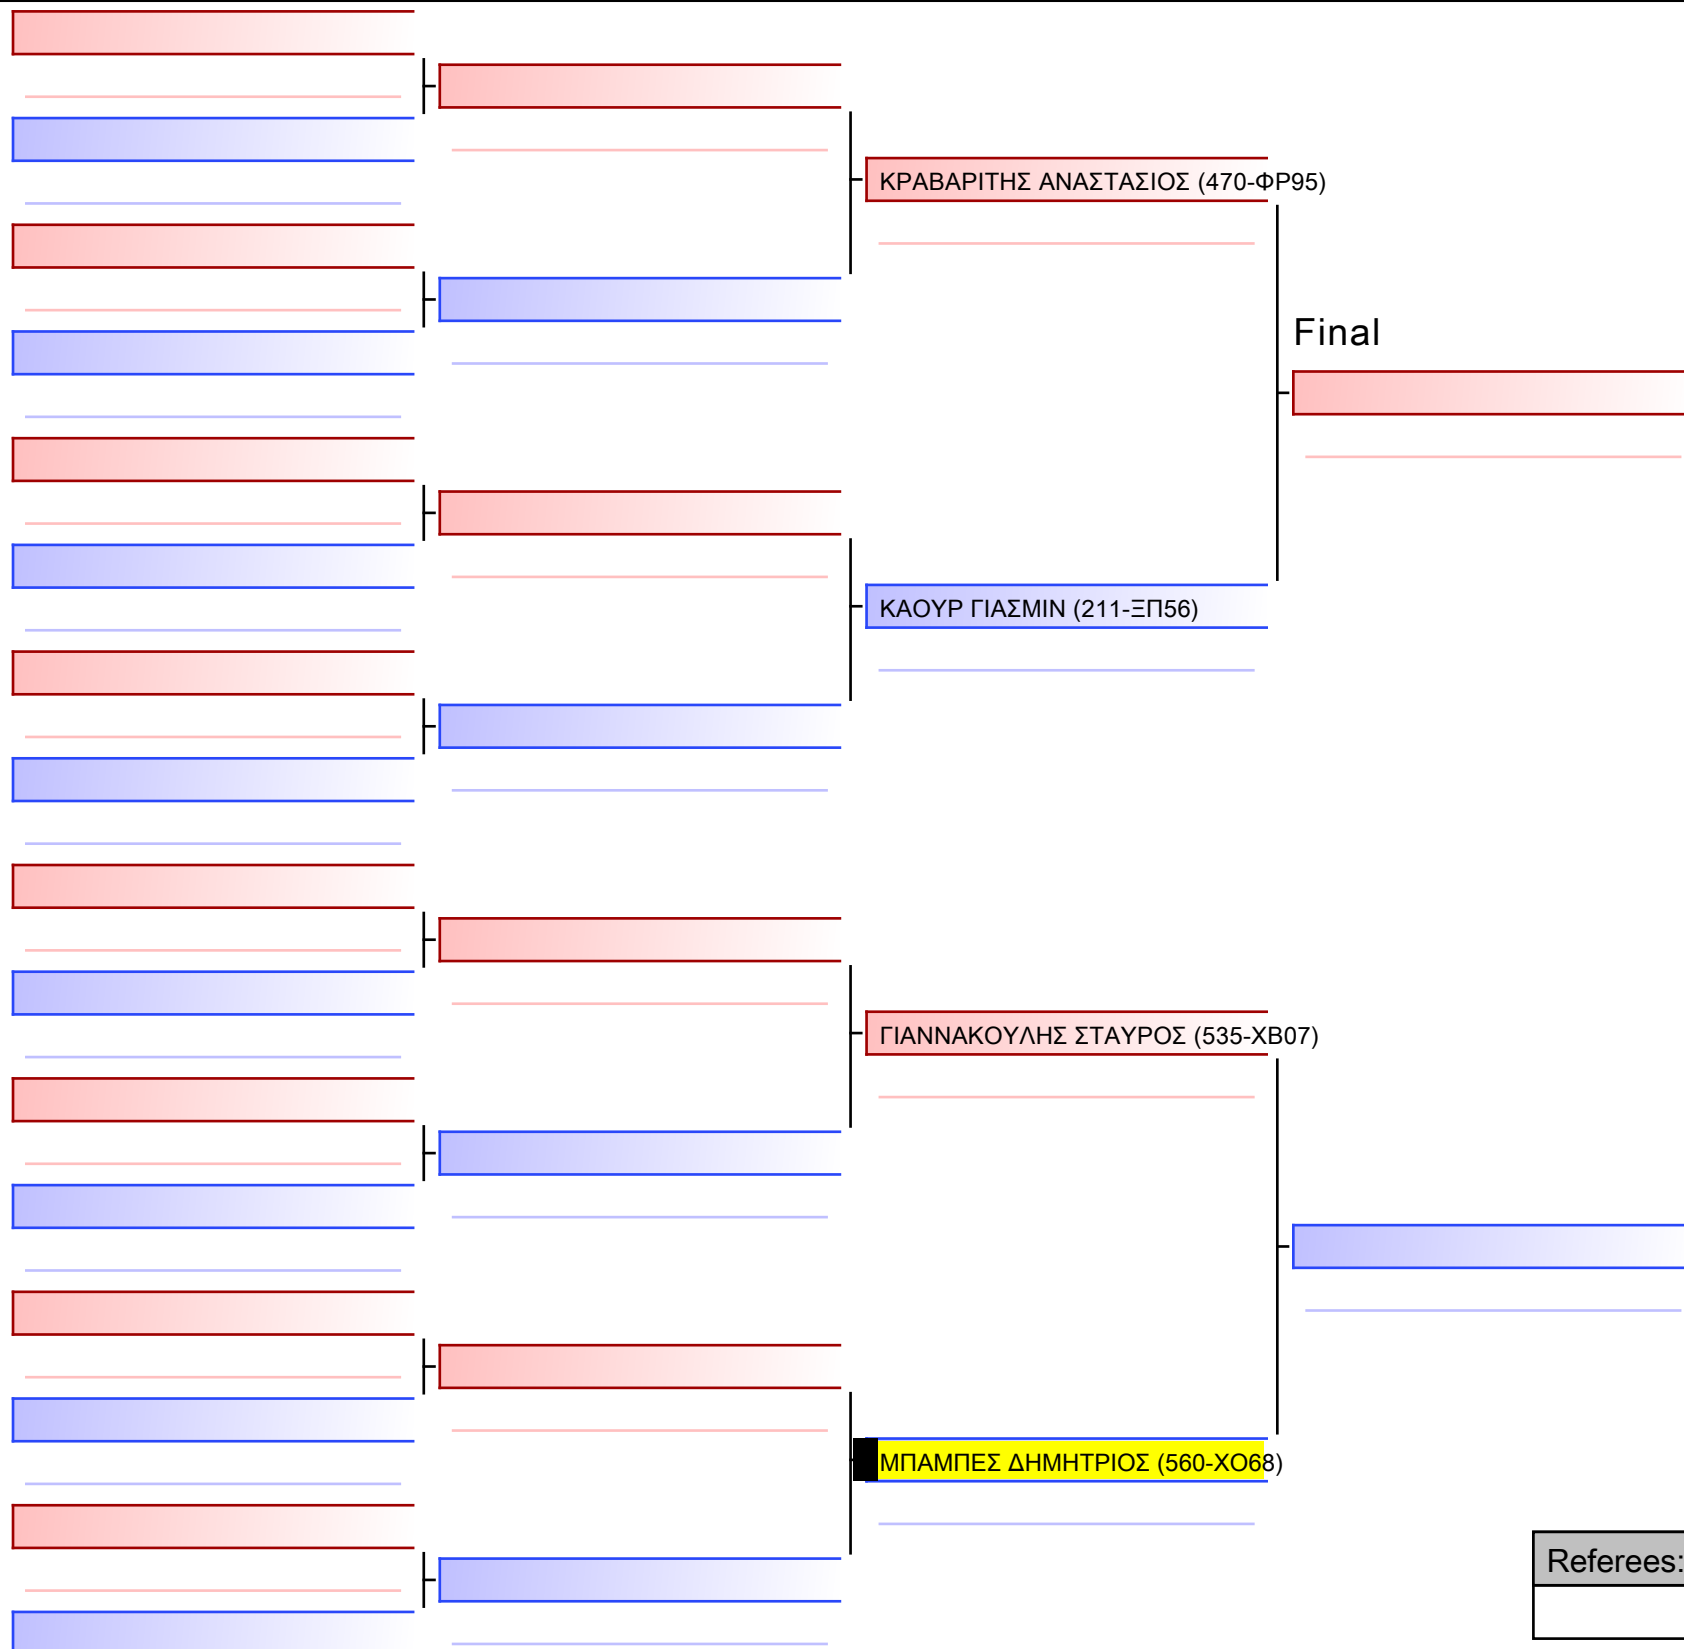 ΚΡΑΒΑΡΙΤΗΣ ΑΝΑΣΤΑΣΙΟΣ (470-ΦΡ95)
Final
ΚΑΟΥΡ ΓΙΑΣΜΙΝ (211-ΞΠ56)
ΓΙΑΝΝΑΚΟΥΛΗΣ ΣΤΑΥΡΟΣ (535-ΧΒ07)
ΜΠΑΜΠΕΣ ΔΗΜΗΤΡΙΟΣ (560-ΧΟ68)
Referees: